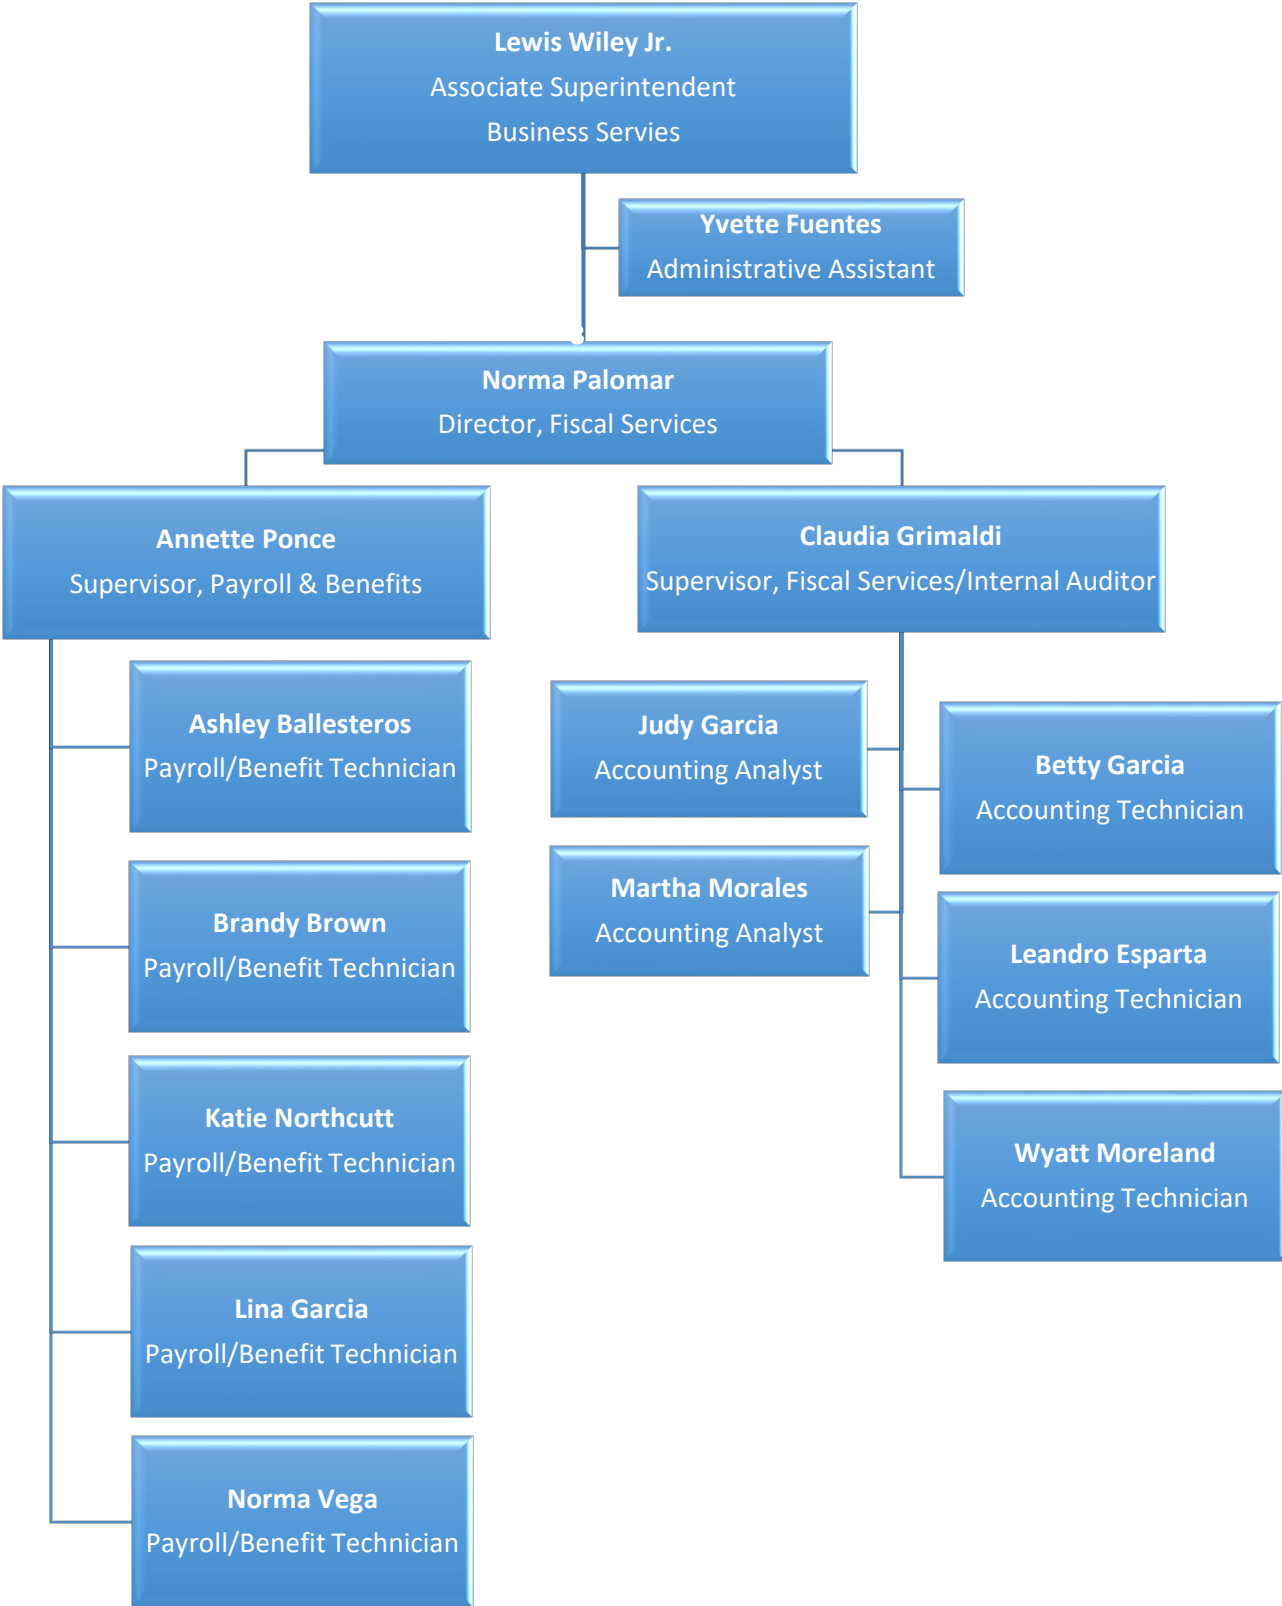 Lewis Wiley Jr.
Associate Superintendent
Business Servies
Yvette Fuentes
Administrative Assistant
Norma Palomar
Director, Fiscal Services
Annette Ponce
Supervisor, Payroll & Benefits
Claudia Grimaldi
Supervisor, Fiscal Services/Internal Auditor
Ashley Ballesteros
Payroll/Benefit Technician
Brandy Brown
Payroll/Benefit Technician
Katie Northcutt
Payroll/Benefit Technician
Lina Garcia
Payroll/Benefit Technician
Norma Vega
Payroll/Benefit Technician
Judy Garcia
Accounting Analyst
Martha Morales
Accounting Analyst
Betty Garcia
Accounting Technician
Leandro Esparta
Accounting Technician
Wyatt Moreland
Accounting Technician